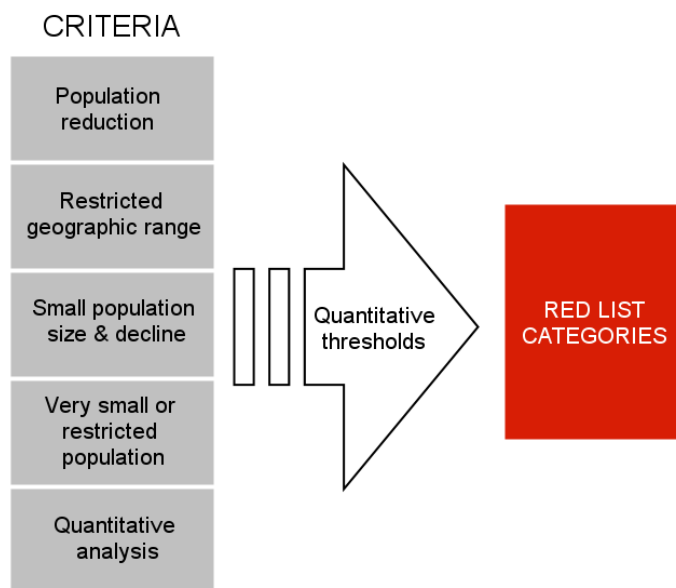 CRITERIA
Population
reduction
Restricted
geographic range
Small population
size & decline
Very small or
restricted
population
Quantitative
analysis
Quantitative
thresholds
RED LIST
CATEGORIES